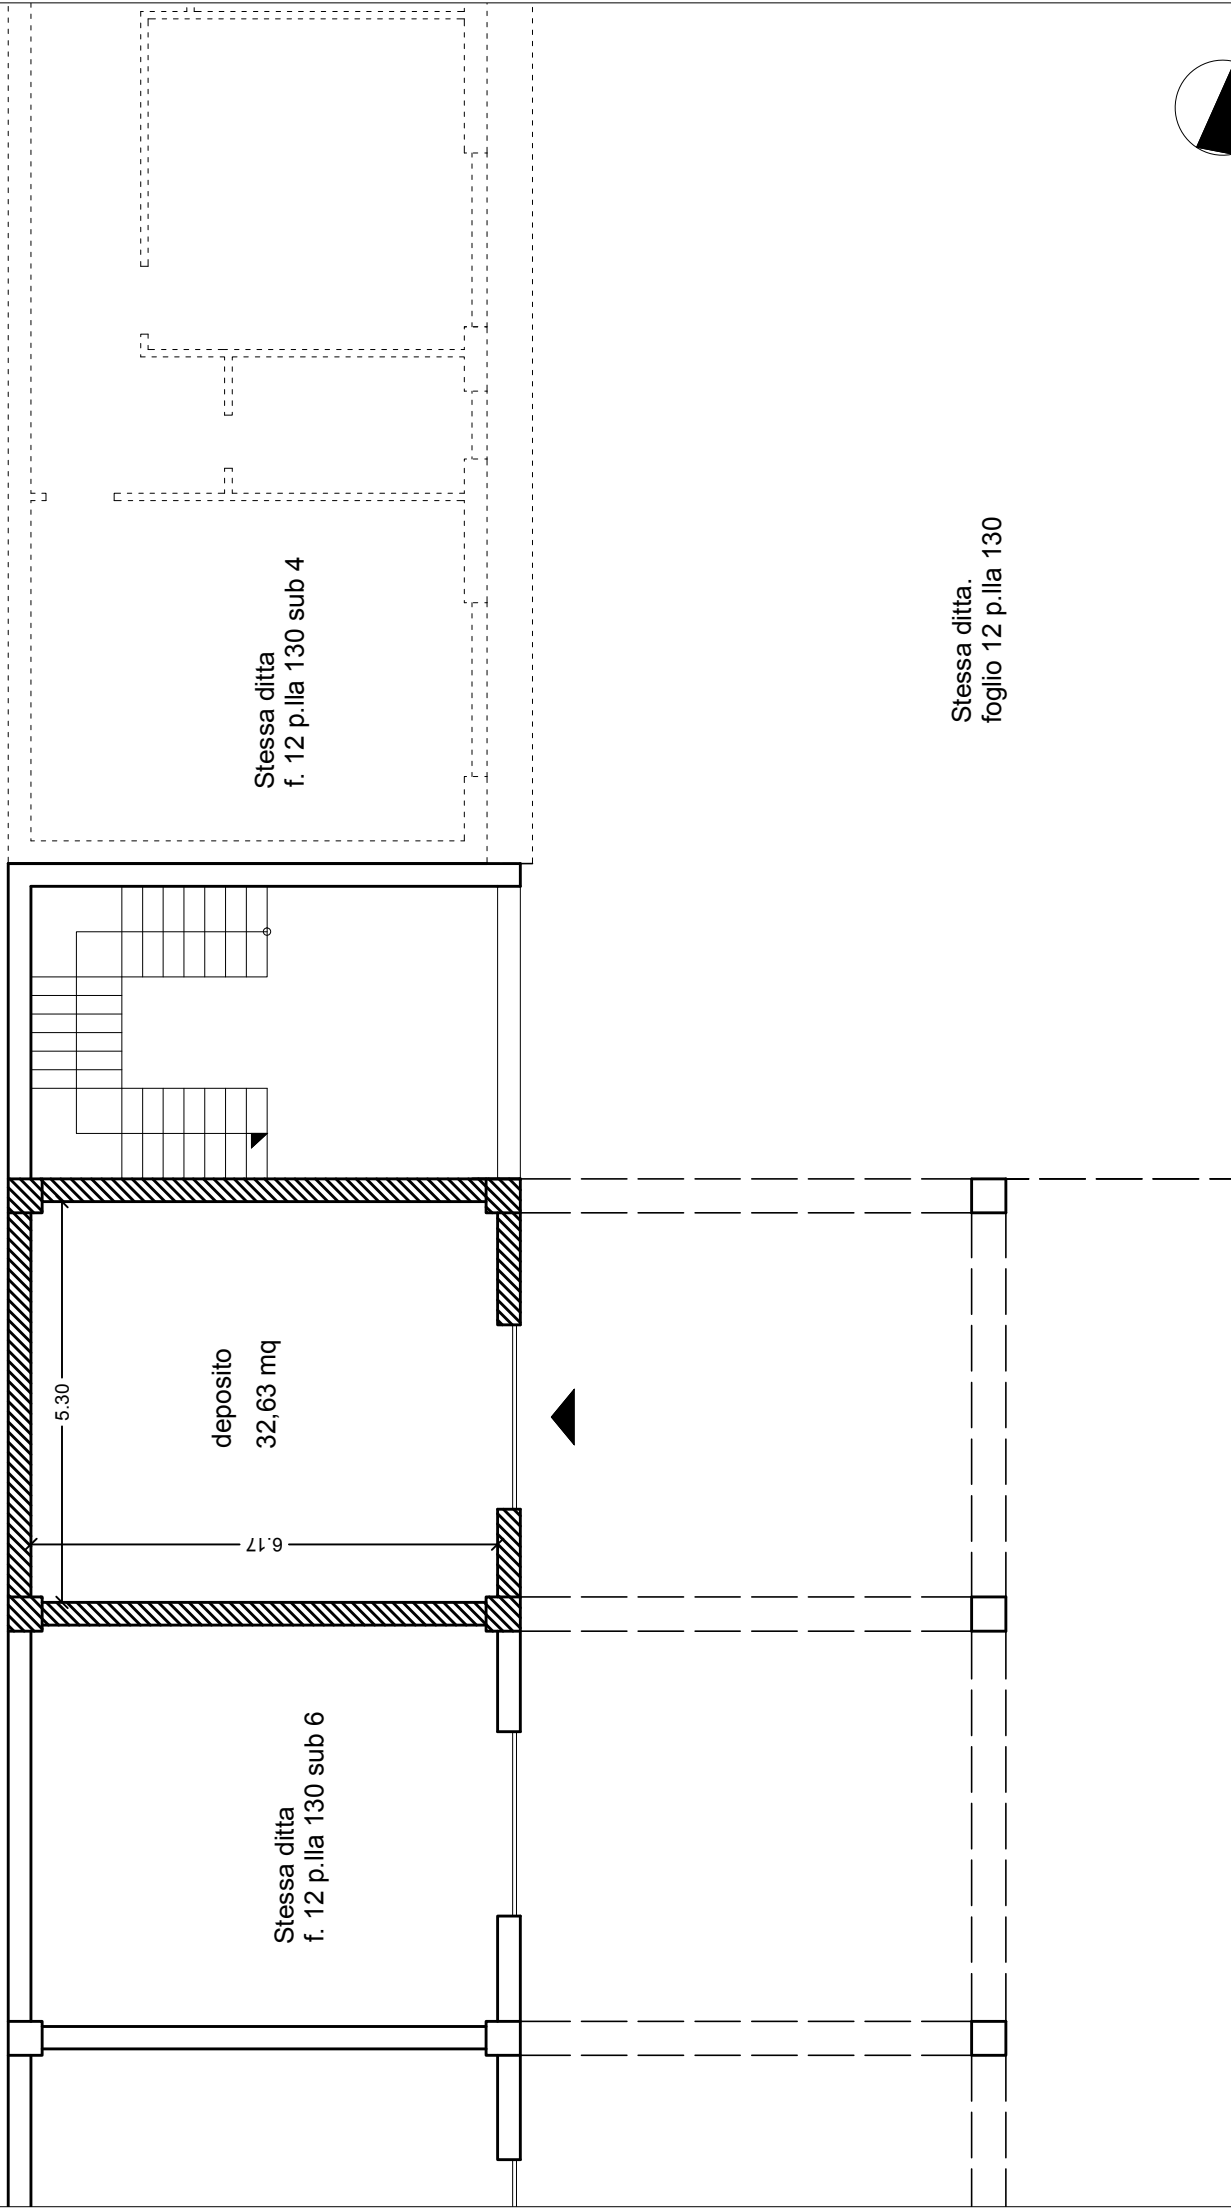 Stessa ditta
f. 12 p.lla 130 sub 4
Stessa ditta.
foglio 12 p.lla 130
deposito
32,63 mq
5.30
6.17
Stessa ditta
f. 12 p.lla 130 sub 6